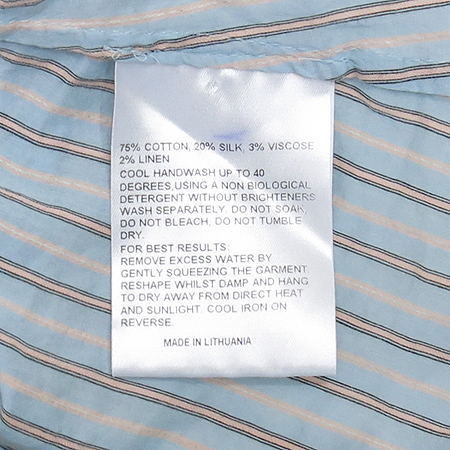 75% COTTON, 20% SILK, 3% VISCOSE
2% LINEN
COOL HANDWASH UP TO 40
DEGREES,USING A NON BIOLOGICAL
DETERGENT WITHOUT BRIGHTENERS
WASH SEPARATELY. DO NOT SOAK,
DO NOT BLEACH, DO NOT TUMBLE
DRY.
FOR BEST RESULTS:
REMOVE EXCESS WATER BY
GENTLY SQUEEZING THE GARMENT.
RESHAPE WHILST DAMP AND HANG
TO DRY AWAY FROM DIRECT HEAT
AND SUNLIGHT. COOL IRON ON
REVERSE.
MADE IN LITHUANIA